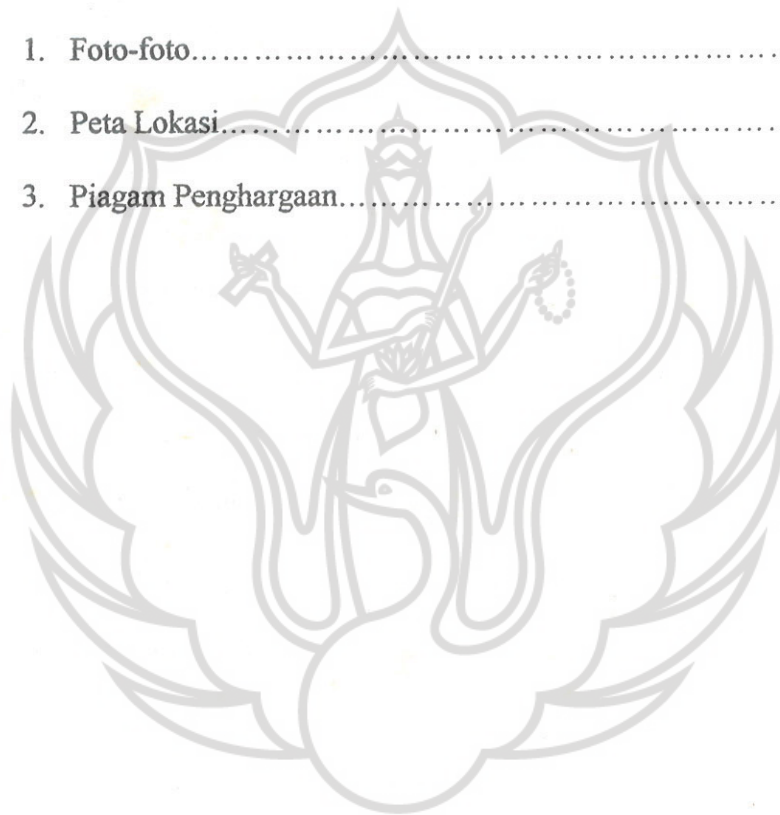 1. Foto-foto……………………………………………………
2. Peta Lokasi…………………………………………………
3. Piagam Penghargaan………………………………………